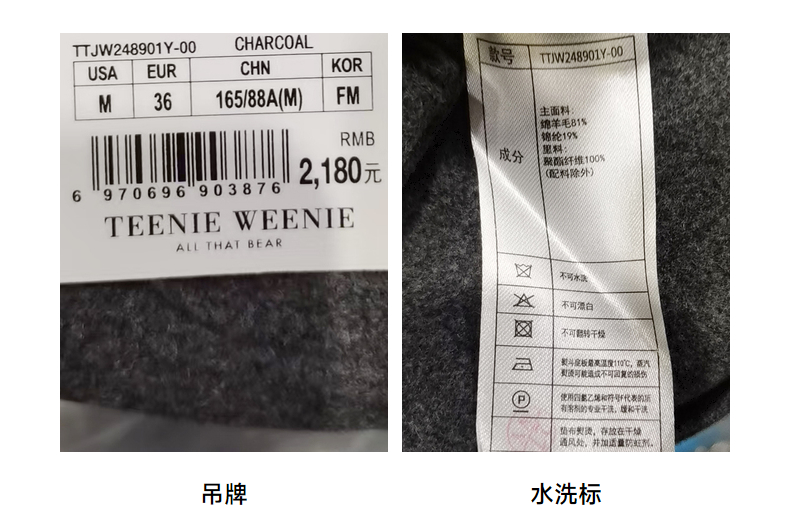 TTJW248901Y-00 CHARCOAL
USA EUR CHN KOR
M 36 165/88A(M) FM
RMB
2,180元
6 970696 903876
TEENIE WEENIE
ALL THAT BEAR
款号 TTJW248901Y-00
成分
主面料:
绵羊毛81%
锦纶19%
里料:
聚酯纤维100%
(配料除外)
不可水洗
不可漂白
不可翻转干燥
熨斗底板最高温度110℃, 蒸汽
熨烫可能造成不可回复的损伤
P
使用四氯乙烯和符号F代表的所
有溶剂的专业干洗, 缓和干洗
垫布熨烫, 存放在干燥
通风处, 并加适量防蛀剂.
吊牌
水洗标